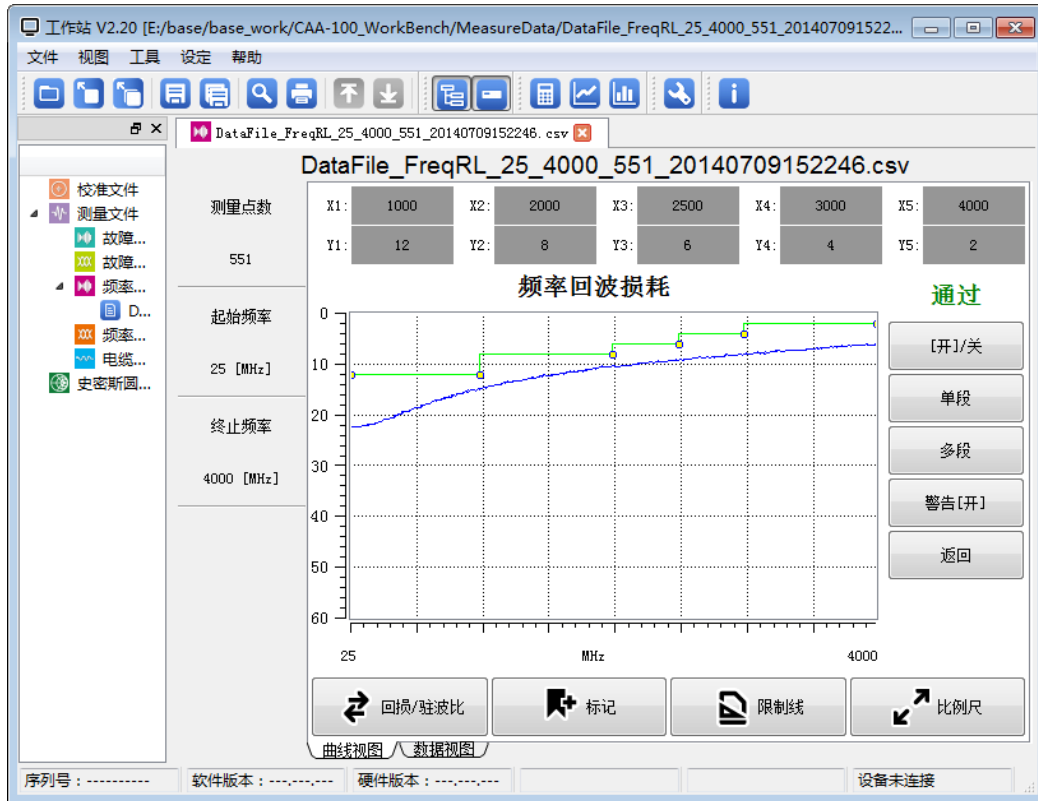 工作站 V2.20 [E:/base/base_work/CAA-100_WorkBench/MeasureData/DataFile_FreqRL_25_4000_551_201407091522...
文件 视图 工具 设定 帮助
DataFile_FreqRL_25_4000_551_20140709152246.csv
DataFile_FreqRL_25_4000_551_20140709152246.csv
校准文件
测量文件
故障...
故障...
频率...
D...
频率...
电缆...
史密斯圆...
测量点数
551
起始频率
25 [MHz]
终止频率
4000 [MHz]
X1: 1000 X2: 2000 X3: 2500 X4: 3000 X5: 4000
Y1: 12 Y2: 8 Y3: 6 Y4: 4 Y5: 2
频率回波损耗
通过
0
10
20
30
40
50
60
25 MHz 4000
[开]/关
单段
多段
警告[开]
返回
回损/驻波比 标记 限制线 比例尺
曲线视图 数据视图
序列号：---------- 软件版本：---.---.--- 硬件版本：---.---.--- 设备未连接